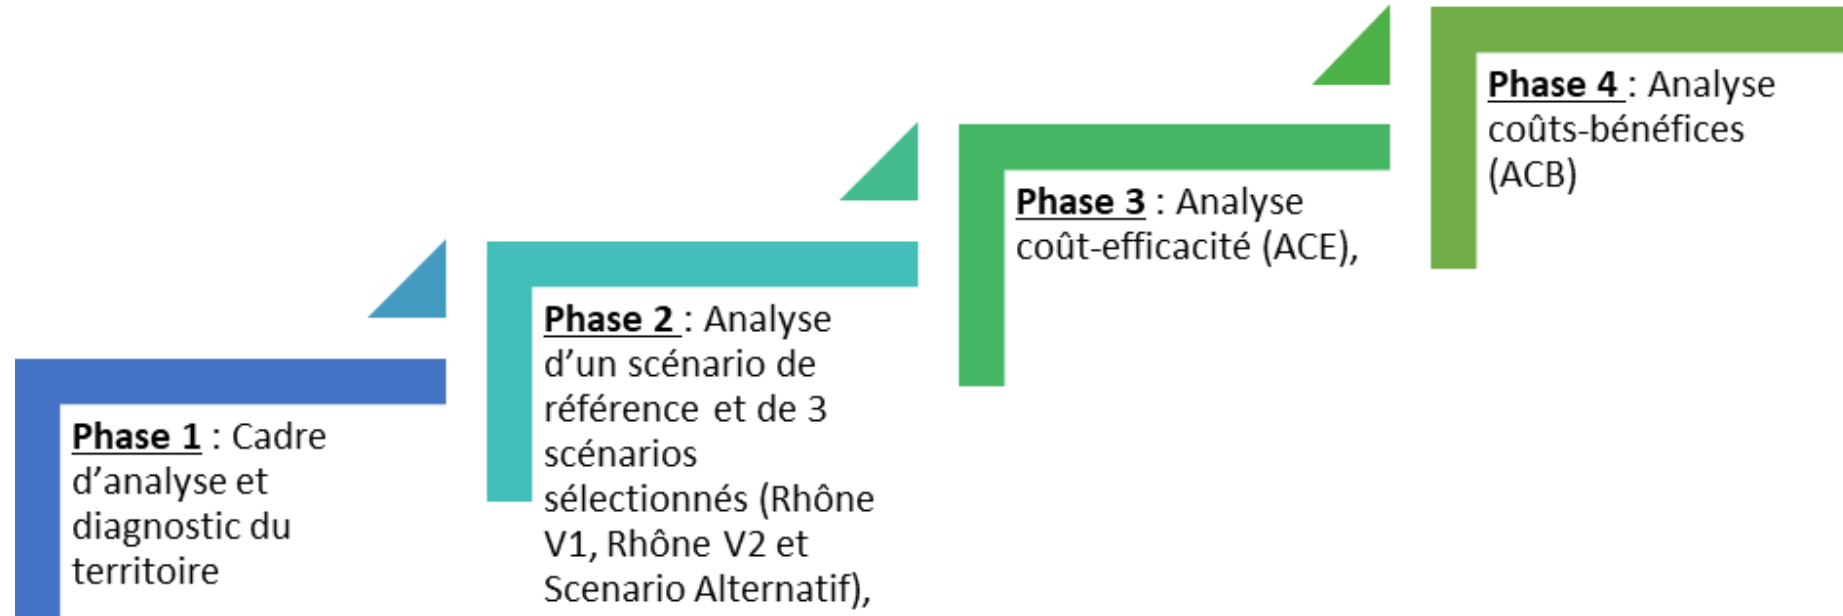 Phase 1 : Cadre
d’analyse et
diagnostic du
territoire
Phase 2 : Analyse
d’un scénario de
référence et de 3
scénarios
sélectionnés (Rhône
V1, Rhône V2 et
Scenario Alternatif),
Phase 3 : Analyse
coût-efficacité (ACE),
Phase 4 : Analyse
coûts-bénéfices
(ACB)